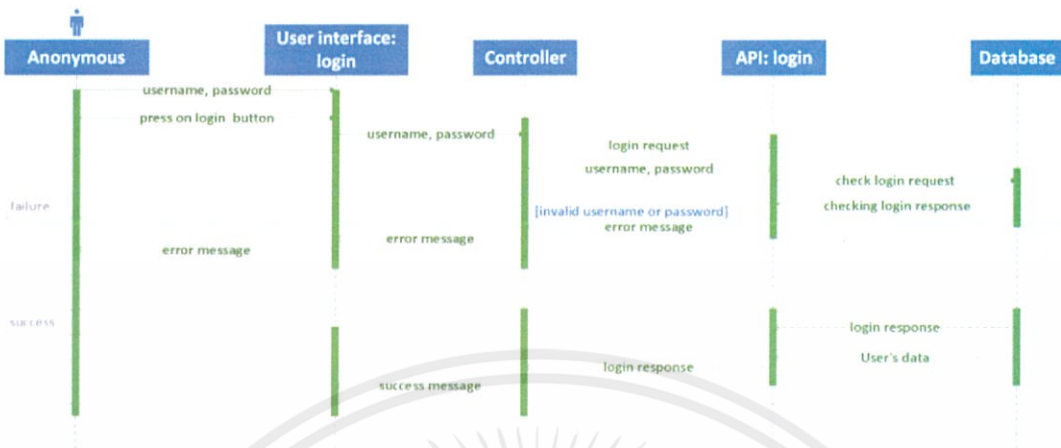 Anonymous
User interface:
login
Controller
API: login
Database
username, password
press on login button
username, password
login request
username, password
check login request
failure
checking login response
[invalid username or password]
error message
error message
error message
success
login response
User's data
login response
success message